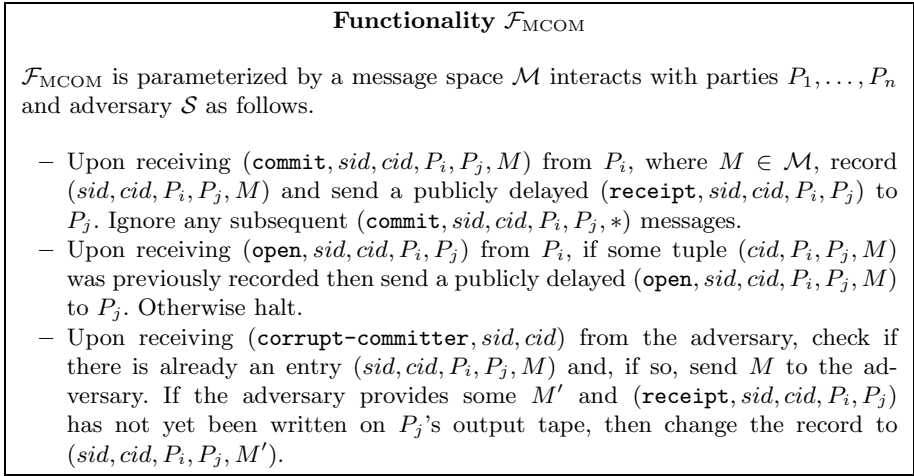 Functionality ℱ_MCOM
ℱ_MCOM is parameterized by a message space ℳ interacts with parties P_1, . . . , P_n
and adversary 𝒮 as follows.
– Upon receiving (commit, sid, cid, P_i, P_j, M) from P_i, where M ∈ ℳ, record
(sid, cid, P_i, P_j, M) and send a publicly delayed (receipt, sid, cid, P_i, P_j) to
P_j. Ignore any subsequent (commit, sid, cid, P_i, P_j, ∗) messages.
– Upon receiving (open, sid, cid, P_i, P_j) from P_i, if some tuple (cid, P_i, P_j, M)
was previously recorded then send a publicly delayed (open, sid, cid, P_i, P_j, M)
to P_j. Otherwise halt.
– Upon receiving (corrupt-committer, sid, cid) from the adversary, check if
there is already an entry (sid, cid, P_i, P_j, M) and, if so, send M to the ad-
versary. If the adversary provides some M′ and (receipt, sid, cid, P_i, P_j)
has not yet been written on P_j's output tape, then change the record to
(sid, cid, P_i, P_j, M′).